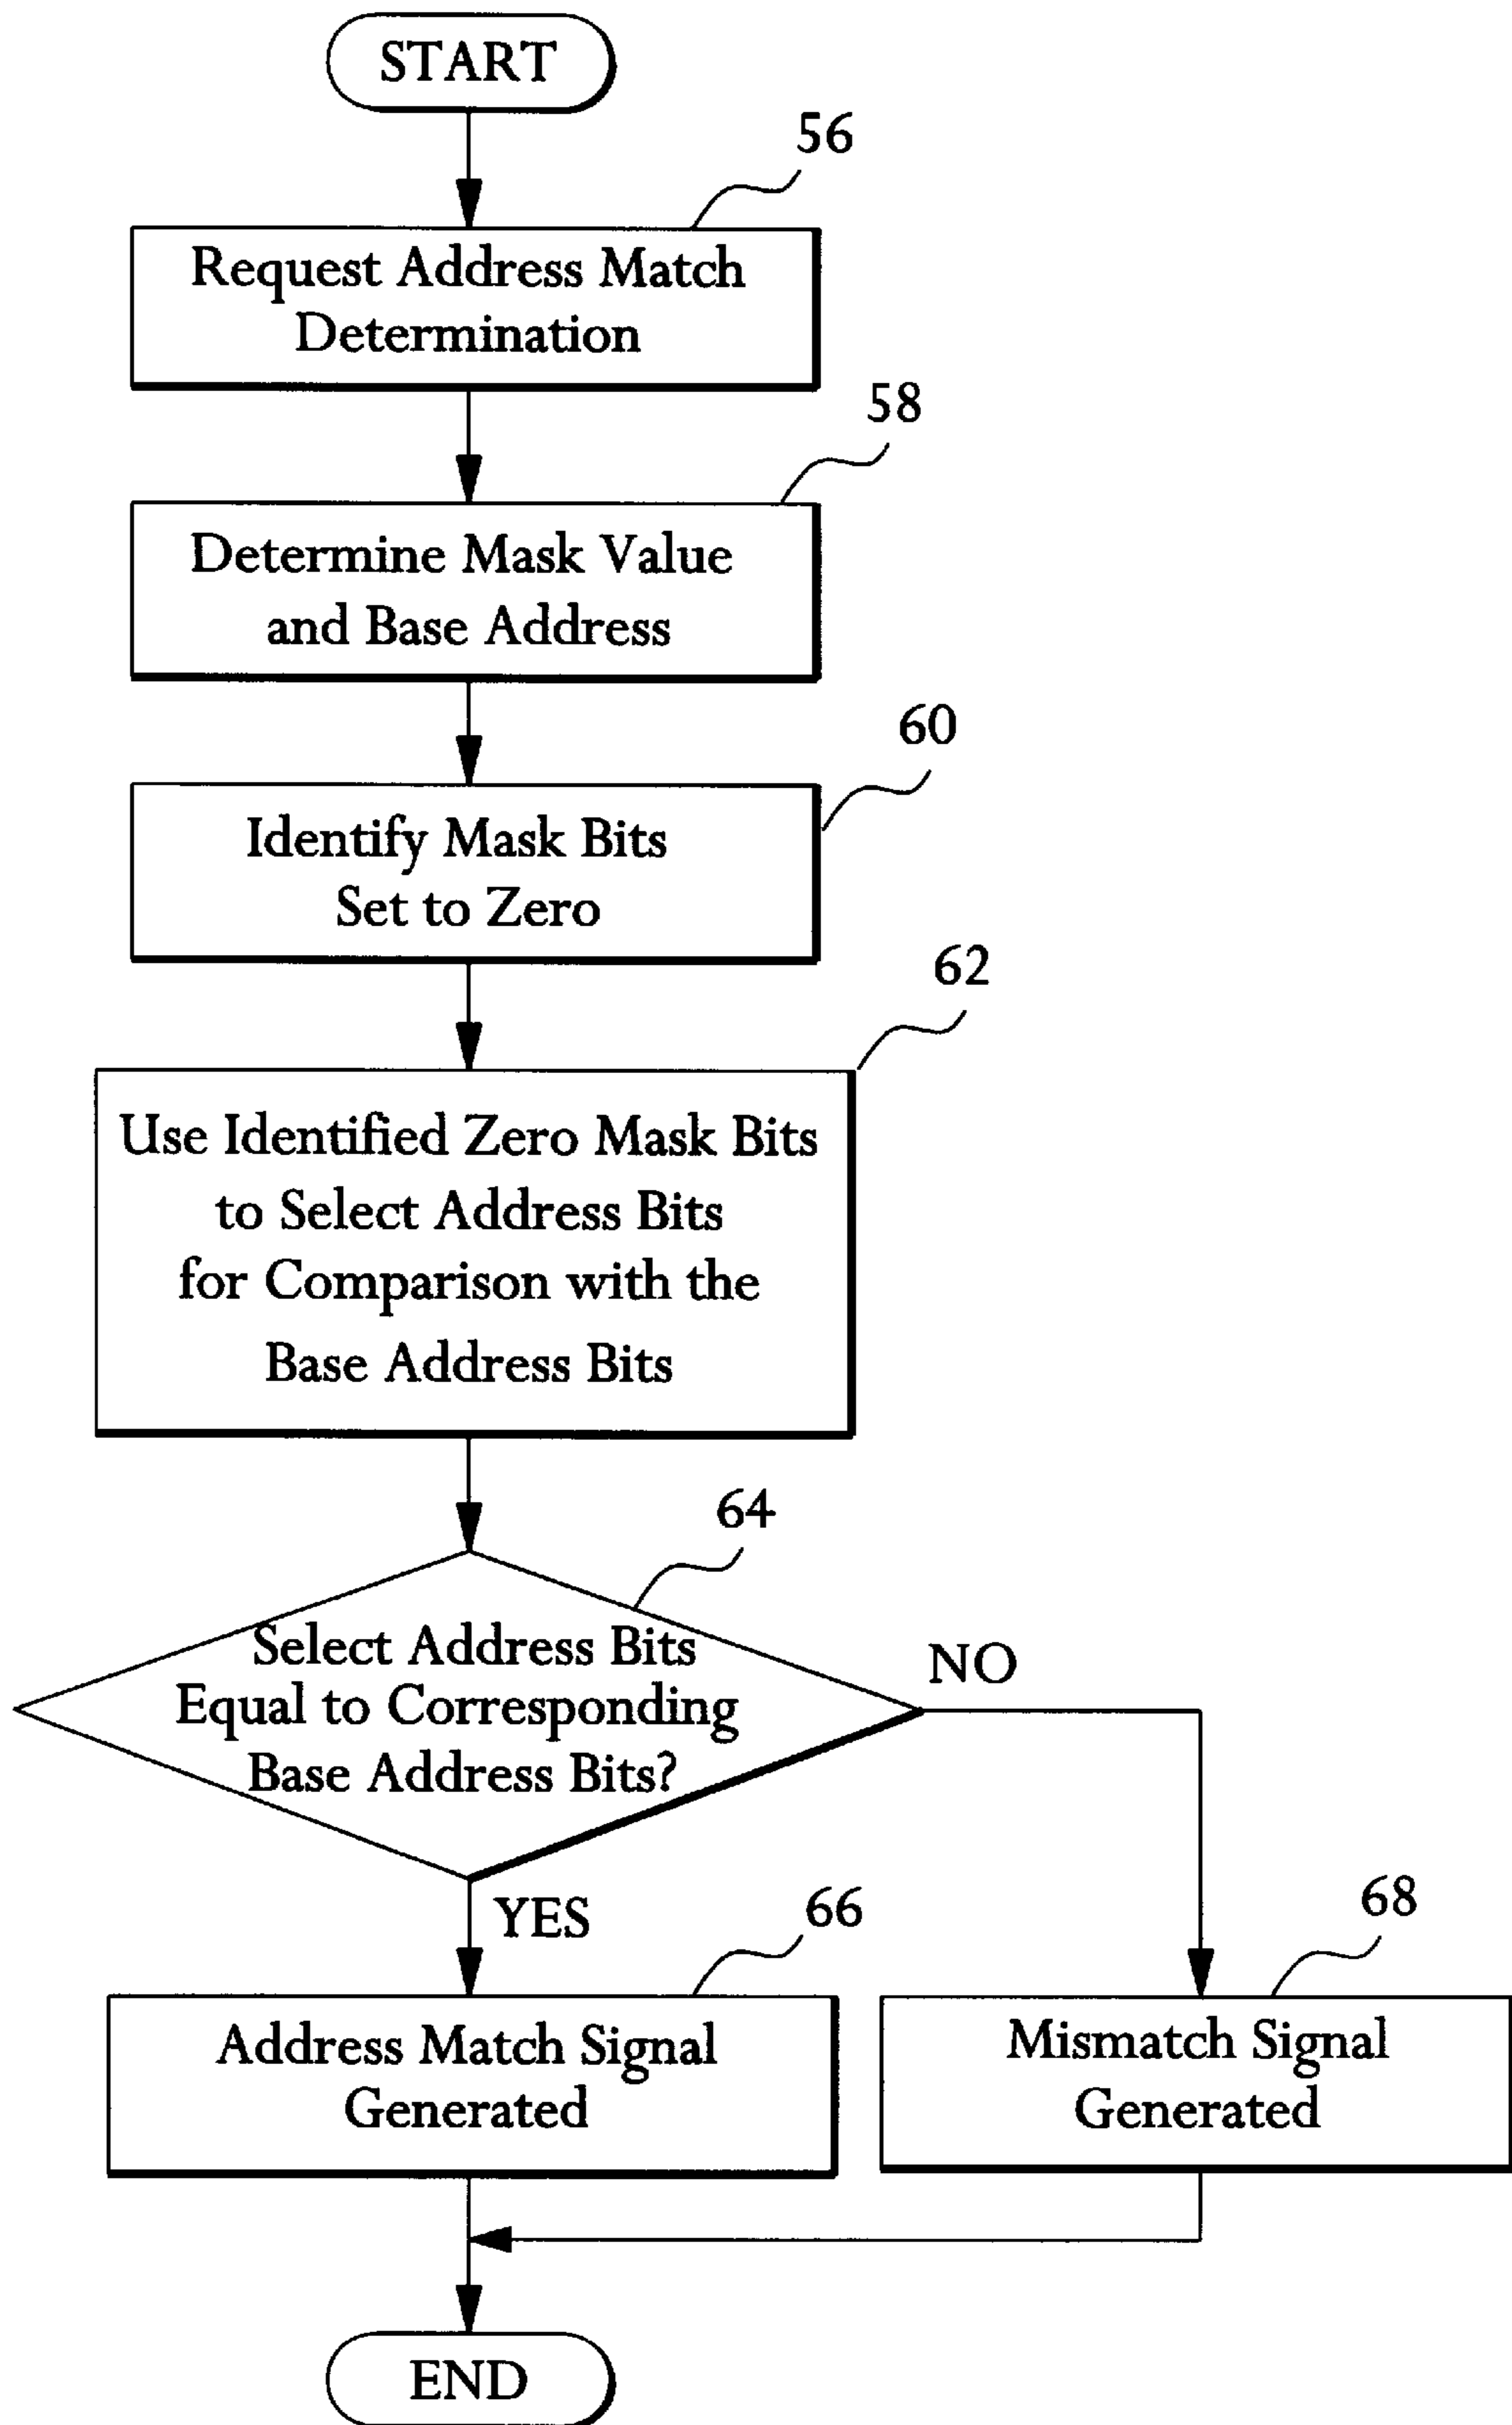 START
56
Request Address Match
Determination
58
Determine Mask Value
and Base Address
60
Identify Mask Bits
Set to Zero
62
Use Identified Zero Mask Bits
to Select Address Bits
for Comparison with the
Base Address Bits
64
Select Address Bits
Equal to Corresponding
Base Address Bits?
NO
YES
66
Address Match Signal
Generated
68
Mismatch Signal
Generated
END